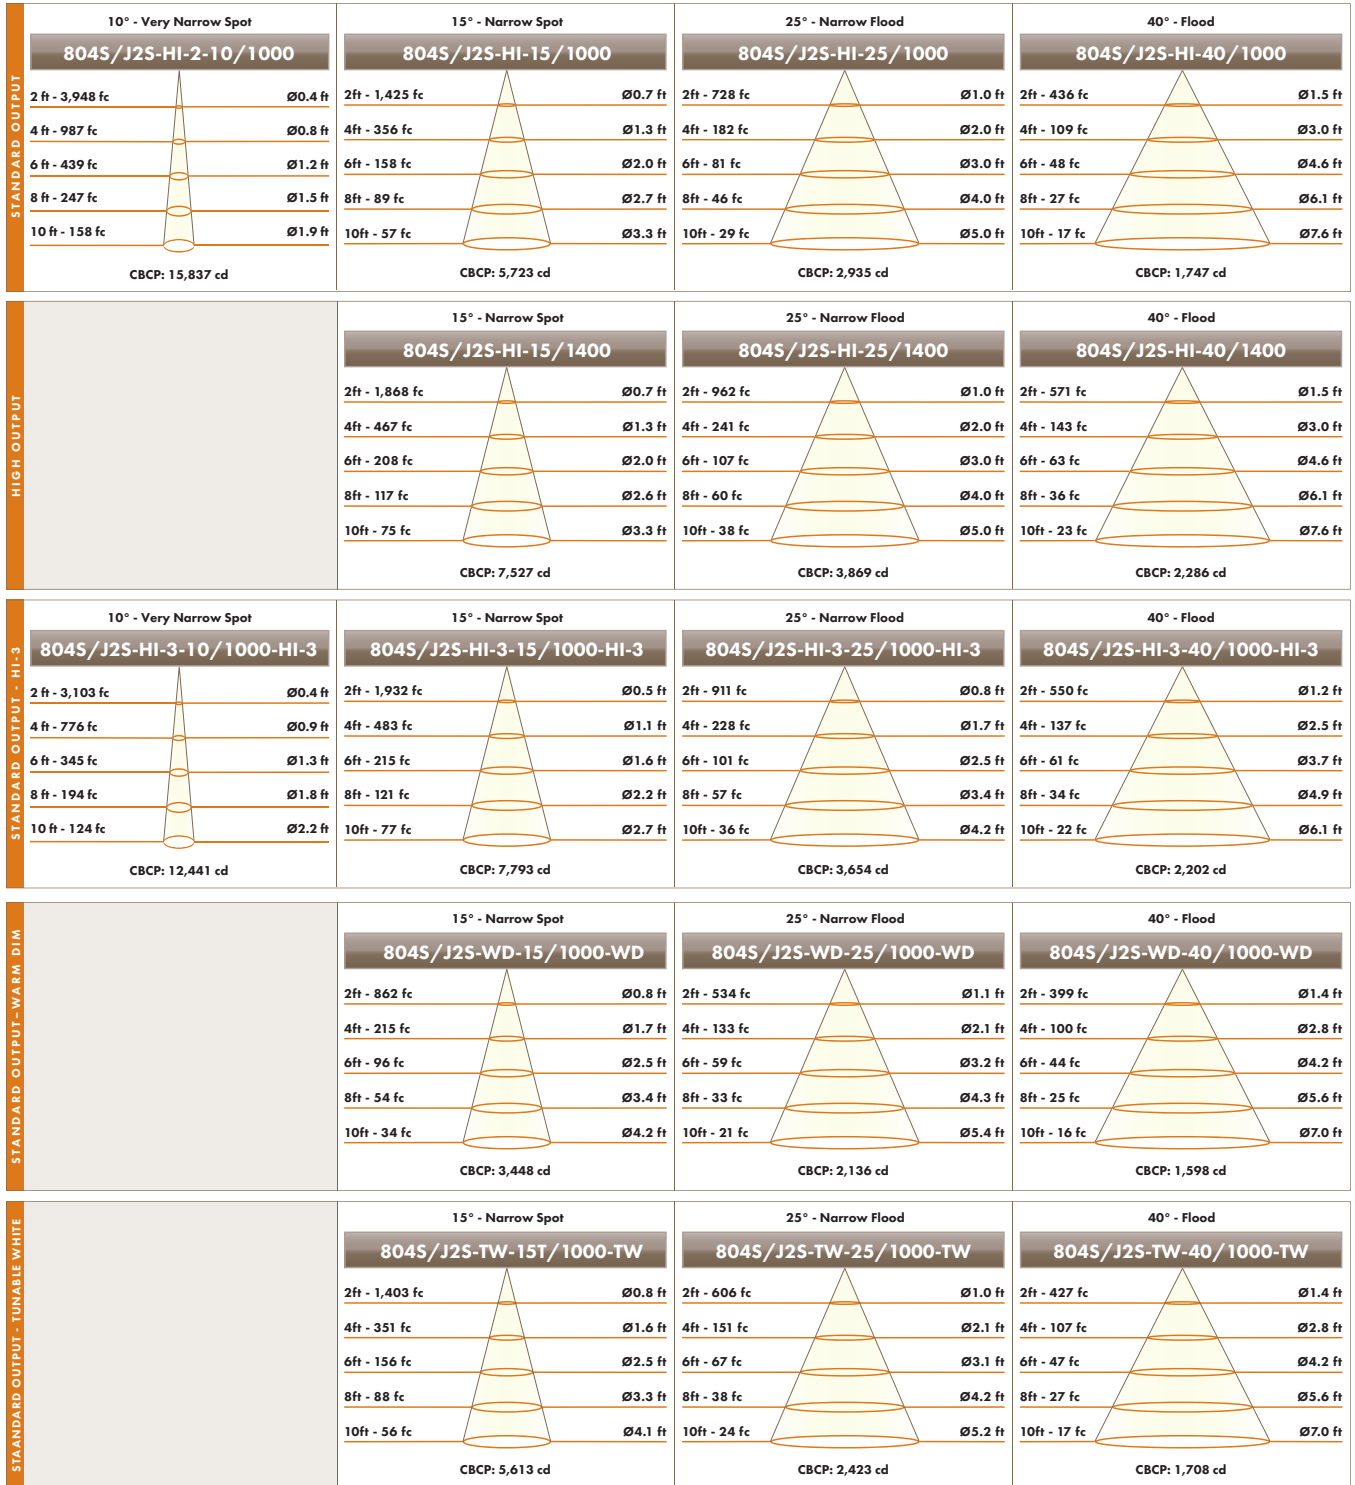 STANDARD OUTPUT
10° - Very Narrow Spot
804S/J2S-HI-2-10/1000
2 ft - 3,948 fc Ø0.4 ft
4 ft - 987 fc Ø0.8 ft
6 ft - 439 fc Ø1.2 ft
8 ft - 247 fc Ø1.5 ft
10 ft - 158 fc Ø1.9 ft
CBCP: 15,837 cd
15° - Narrow Spot
804S/J2S-HI-15/1000
2ft - 1,425 fc Ø0.7 ft
4ft - 356 fc Ø1.3 ft
6ft - 158 fc Ø2.0 ft
8ft - 89 fc Ø2.7 ft
10ft - 57 fc Ø3.3 ft
CBCP: 5,723 cd
25° - Narrow Flood
804S/J2S-HI-25/1000
2ft - 728 fc Ø1.0 ft
4ft - 182 fc Ø2.0 ft
6ft - 81 fc Ø3.0 ft
8ft - 46 fc Ø4.0 ft
10ft - 29 fc Ø5.0 ft
CBCP: 2,935 cd
40° - Flood
804S/J2S-HI-40/1000
2ft - 436 fc Ø1.5 ft
4ft - 109 fc Ø3.0 ft
6ft - 48 fc Ø4.6 ft
8ft - 27 fc Ø6.1 ft
10ft - 17 fc Ø7.6 ft
CBCP: 1,747 cd
HIGH OUTPUT
15° - Narrow Spot
804S/J2S-HI-15/1400
2ft - 1,868 fc Ø0.7 ft
4ft - 467 fc Ø1.3 ft
6ft - 208 fc Ø2.0 ft
8ft - 117 fc Ø2.6 ft
10ft - 75 fc Ø3.3 ft
CBCP: 7,527 cd
25° - Narrow Flood
804S/J2S-HI-25/1400
2ft - 962 fc Ø1.0 ft
4ft - 241 fc Ø2.0 ft
6ft - 107 fc Ø3.0 ft
8ft - 60 fc Ø4.0 ft
10ft - 38 fc Ø5.0 ft
CBCP: 3,869 cd
40° - Flood
804S/J2S-HI-40/1400
2ft - 571 fc Ø1.5 ft
4ft - 143 fc Ø3.0 ft
6ft - 63 fc Ø4.6 ft
8ft - 36 fc Ø6.1 ft
10ft - 23 fc Ø7.6 ft
CBCP: 2,286 cd
STANDARD OUTPUT - HI-3
10° - Very Narrow Spot
804S/J2S-HI-3-10/1000-HI-3
2 ft - 3,103 fc Ø0.4 ft
4 ft - 776 fc Ø0.9 ft
6 ft - 345 fc Ø1.3 ft
8 ft - 194 fc Ø1.8 ft
10 ft - 124 fc Ø2.2 ft
CBCP: 12,441 cd
15° - Narrow Spot
804S/J2S-HI-3-15/1000-HI-3
2ft - 1,932 fc Ø0.5 ft
4ft - 483 fc Ø1.1 ft
6ft - 215 fc Ø1.6 ft
8ft - 121 fc Ø2.2 ft
10ft - 77 fc Ø2.7 ft
CBCP: 7,793 cd
25° - Narrow Flood
804S/J2S-HI-3-25/1000-HI-3
2ft - 911 fc Ø0.8 ft
4ft - 228 fc Ø1.7 ft
6ft - 101 fc Ø2.5 ft
8ft - 57 fc Ø3.4 ft
10ft - 36 fc Ø4.2 ft
CBCP: 3,654 cd
40° - Flood
804S/J2S-HI-3-40/1000-HI-3
2ft - 550 fc Ø1.2 ft
4ft - 137 fc Ø2.5 ft
6ft - 61 fc Ø3.7 ft
8ft - 34 fc Ø4.9 ft
10ft - 22 fc Ø6.1 ft
CBCP: 2,202 cd
STANDARD OUTPUT–WARM DIM
15° - Narrow Spot
804S/J2S-WD-15/1000-WD
2ft - 862 fc Ø0.8 ft
4ft - 215 fc Ø1.7 ft
6ft - 96 fc Ø2.5 ft
8ft - 54 fc Ø3.4 ft
10ft - 34 fc Ø4.2 ft
CBCP: 3,448 cd
25° - Narrow Flood
804S/J2S-WD-25/1000-WD
2ft - 534 fc Ø1.1 ft
4ft - 133 fc Ø2.1 ft
6ft - 59 fc Ø3.2 ft
8ft - 33 fc Ø4.3 ft
10ft - 21 fc Ø5.4 ft
CBCP: 2,136 cd
40° - Flood
804S/J2S-WD-40/1000-WD
2ft - 399 fc Ø1.4 ft
4ft - 100 fc Ø2.8 ft
6ft - 44 fc Ø4.2 ft
8ft - 25 fc Ø5.6 ft
10ft - 16 fc Ø7.0 ft
CBCP: 1,598 cd
STAANDARD OUTPUT - TUNABLE WHITE
15° - Narrow Spot
804S/J2S-TW-15T/1000-TW
2ft - 1,403 fc Ø0.8 ft
4ft - 351 fc Ø1.6 ft
6ft - 156 fc Ø2.5 ft
8ft - 88 fc Ø3.3 ft
10ft - 56 fc Ø4.1 ft
CBCP: 5,613 cd
25° - Narrow Flood
804S/J2S-TW-25/1000-TW
2ft - 606 fc Ø1.0 ft
4ft - 151 fc Ø2.1 ft
6ft - 67 fc Ø3.1 ft
8ft - 38 fc Ø4.2 ft
10ft - 24 fc Ø5.2 ft
CBCP: 2,423 cd
40° - Flood
804S/J2S-TW-40/1000-TW
2ft - 427 fc Ø1.4 ft
4ft - 107 fc Ø2.8 ft
6ft - 47 fc Ø4.2 ft
8ft - 27 fc Ø5.6 ft
10ft - 17 fc Ø7.0 ft
CBCP: 1,708 cd